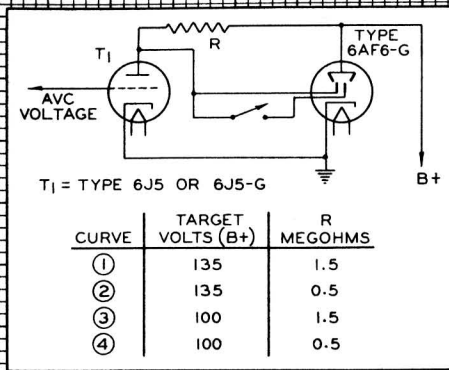 T1
R
TYPE
6AF6-G
AVC
VOLTAGE
B+
T1 = TYPE 6J5 OR 6J5-G
CURVE TARGET VOLTS (B+) R MEGOHMS
① 135 1.5
② 135 0.5
③ 100 1.5
④ 100 0.5